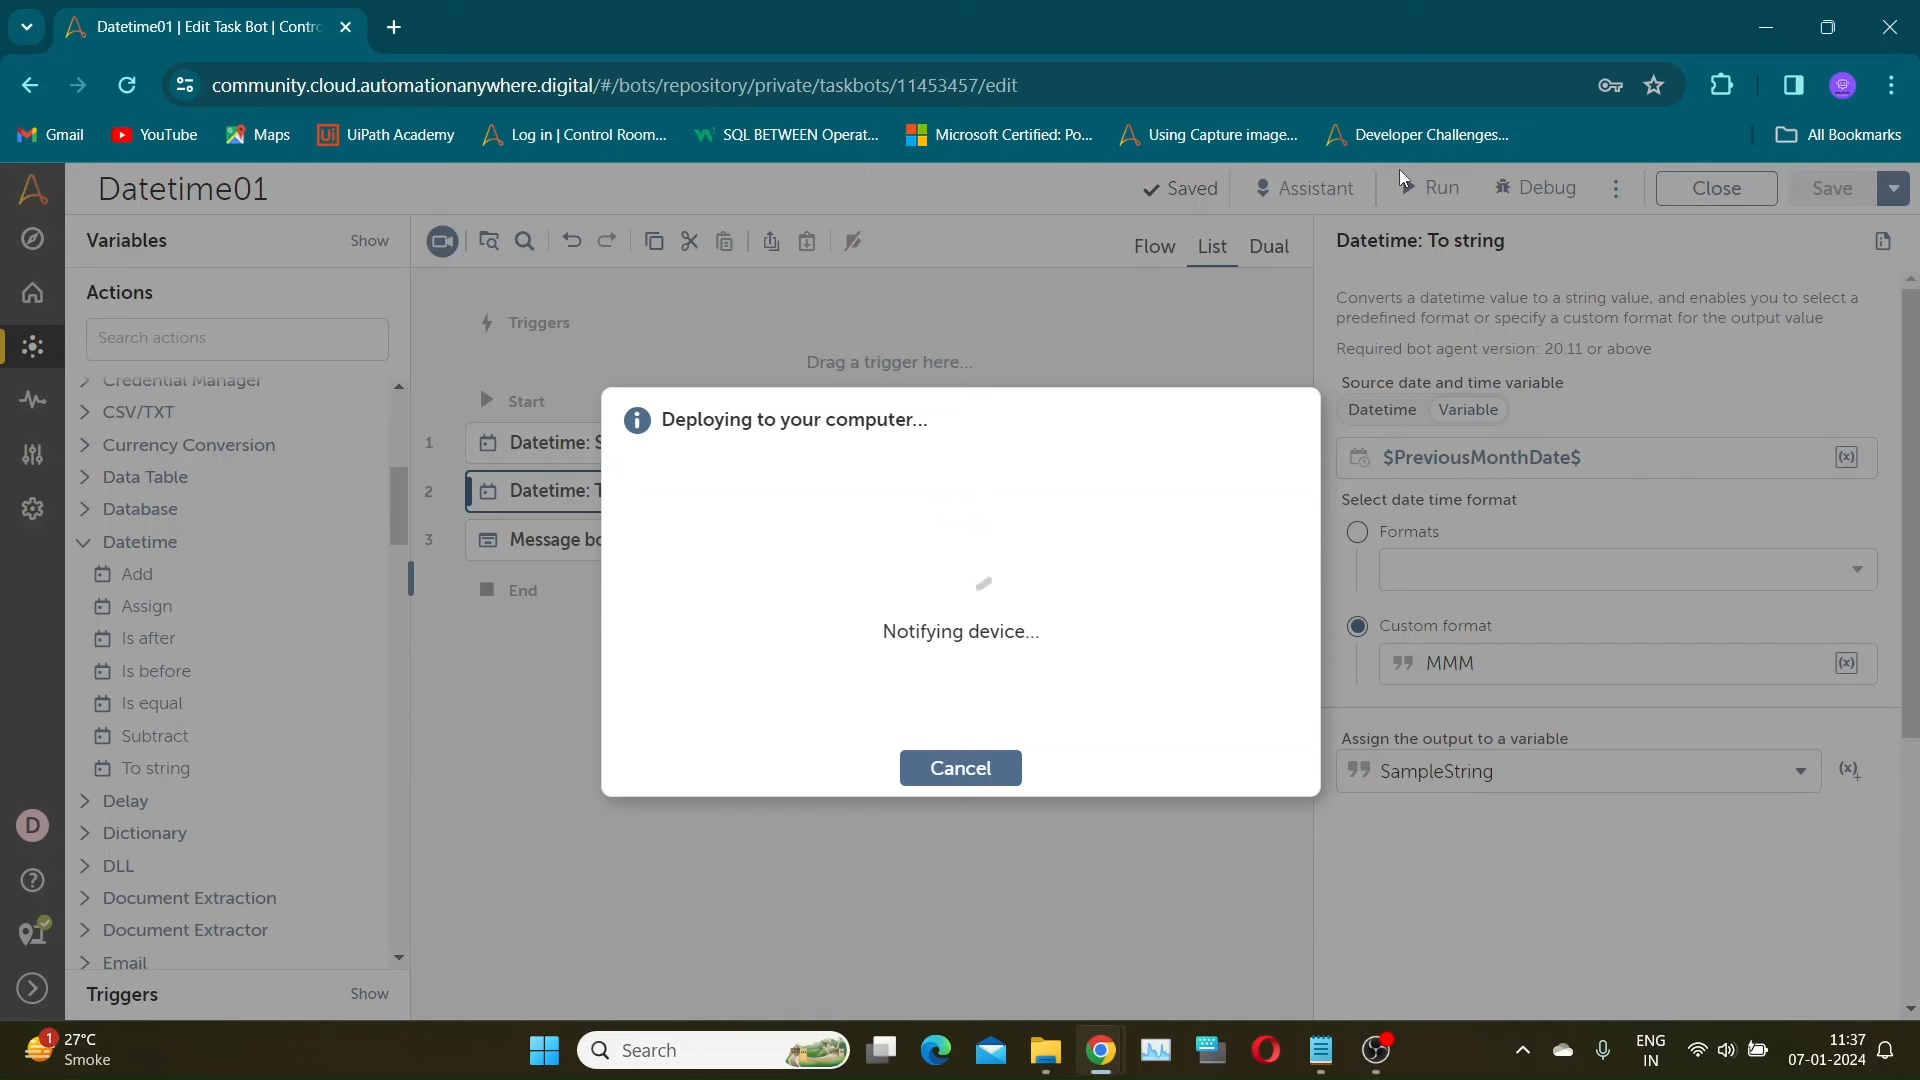 Datetime01 | Edit Task Bot | Contro
community.cloud.automationanywhere.digital/#/bots/repository/private/taskbots/11453457/edit
Gmail
YouTube
Maps
UiPath Academy
Log in | Control Room...
SQL BETWEEN Operat...
Microsoft Certified: Po...
Using Capture image...
Developer Challenges...
All Bookmarks
Datetime01
Saved
Assistant
Run
Debug
Close
Save
Variables
Show
Flow
List
Dual
Datetime: To string
Actions
Search actions
Credential Manager
CSV/TXT
Currency Conversion
Data Table
Database
Datetime
Add
Assign
Is after
Is before
Is equal
Subtract
To string
Delay
Dictionary
DLL
Document Extraction
Document Extractor
Email
Triggers
Show
Triggers
Drag a trigger here...
Start
1
Datetime: S
2
Datetime: T
3
Message bo
End
Deploying to your computer...
Notifying device...
Cancel
Converts a datetime value to a string value, and enables you to select a
predefined format or specify a custom format for the output value
Required bot agent version: 20.11 or above
Source date and time variable
Datetime
Variable
$PreviousMonthDate$
(x)
Select date time format
Formats
Custom format
MMM
(x)
Assign the output to a variable
SampleString
(x)+
D
1
27°C
Smoke
Search
ENG
IN
11:37
07-01-2024